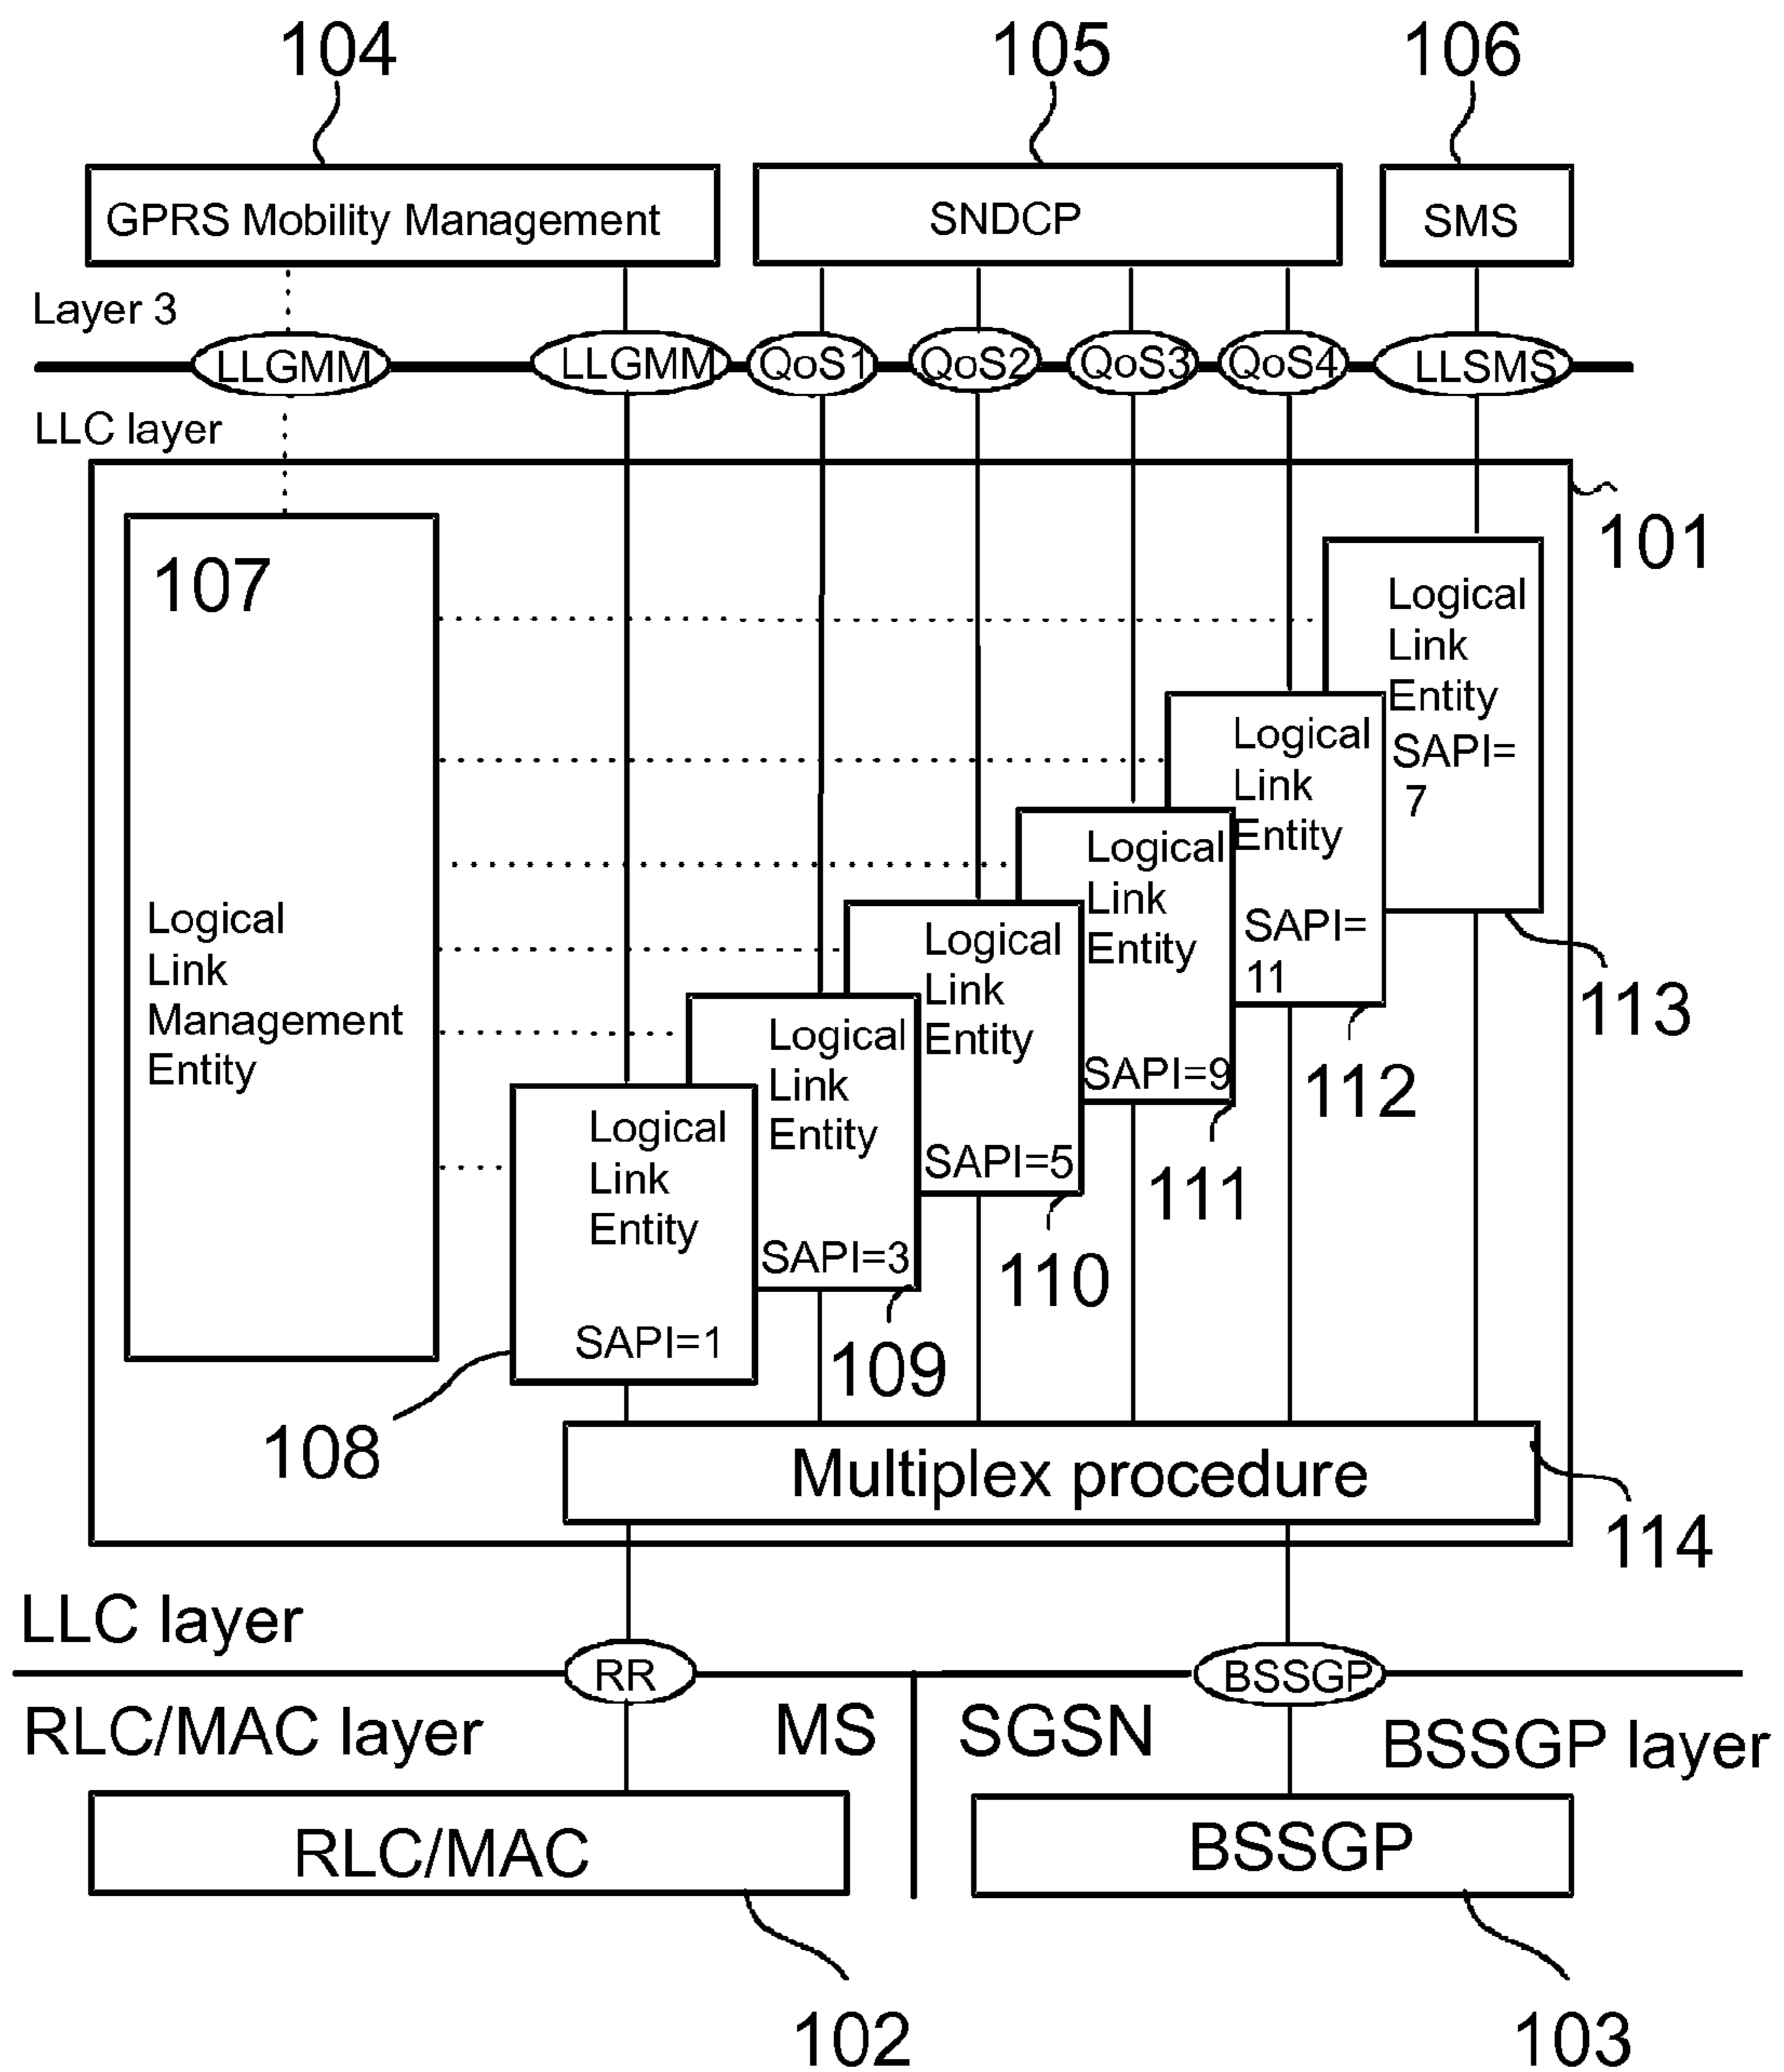 104
105
106
GPRS Mobility Management
SNDCP
SMS
Layer 3
LLGMM
LLGMM
QoS1
QoS2
QoS3
QoS4
LLSMS
LLC layer
101
107
Logical
Link
Management
Entity
Logical
Link
Entity
SAPI=1
108
Logical
Link
Entity
SAPI=3
109
Logical
Link
Entity
SAPI=5
110
Logical
Link
Entity
SAPI=9
111
Logical
Link
Entity
SAPI=
11
112
Logical
Link
Entity
SAPI=
7
113
Multiplex procedure
114
LLC layer
RR
BSSGP
RLC/MAC layer
MS
SGSN
BSSGP layer
RLC/MAC
BSSGP
102
103